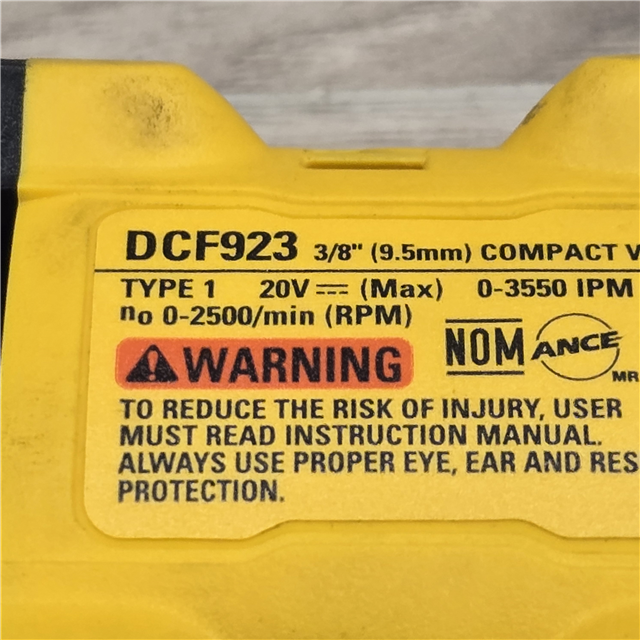 DCF923 3/8" (9.5mm) COMPACT
TYPE 1 20V⎓ (Max) 0-3550 IPM
no 0-2500/min (RPM)
NOM ANCE
MR
WARNING
TO REDUCE THE RISK OF INJURY, USER
MUST READ INSTRUCTION MANUAL.
ALWAYS USE PROPER EYE, EAR AND RES
PROTECTION.